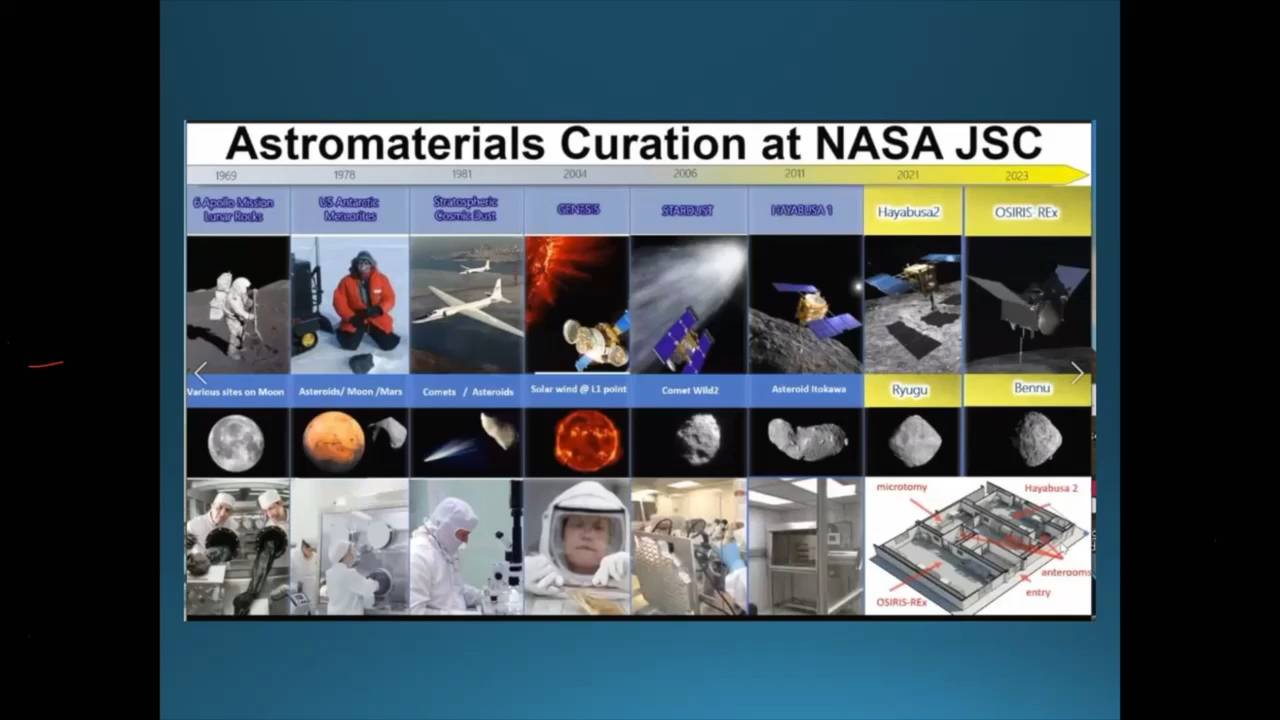 Astromaterials Curation at NASA JSC
1969 1978 1981 2004 2006 2011 2021 2023
6 Apollo Mission
Lunar Rocks
US Antarctic
Meteorites
Stratospheric
Cosmic Dust
GENESIS
STARDUST
HAYABUSA 1
Hayabusa2
OSIRIS-REx
Various sites on Moon
Asteroids/ Moon /Mars
Comets / Asteroids
Solar wind @ L1 point
Comet Wild2
Asteroid Itokawa
Ryugu
Bennu
microtomy
Hayabusa 2
anterooms
entry
OSIRIS-REx